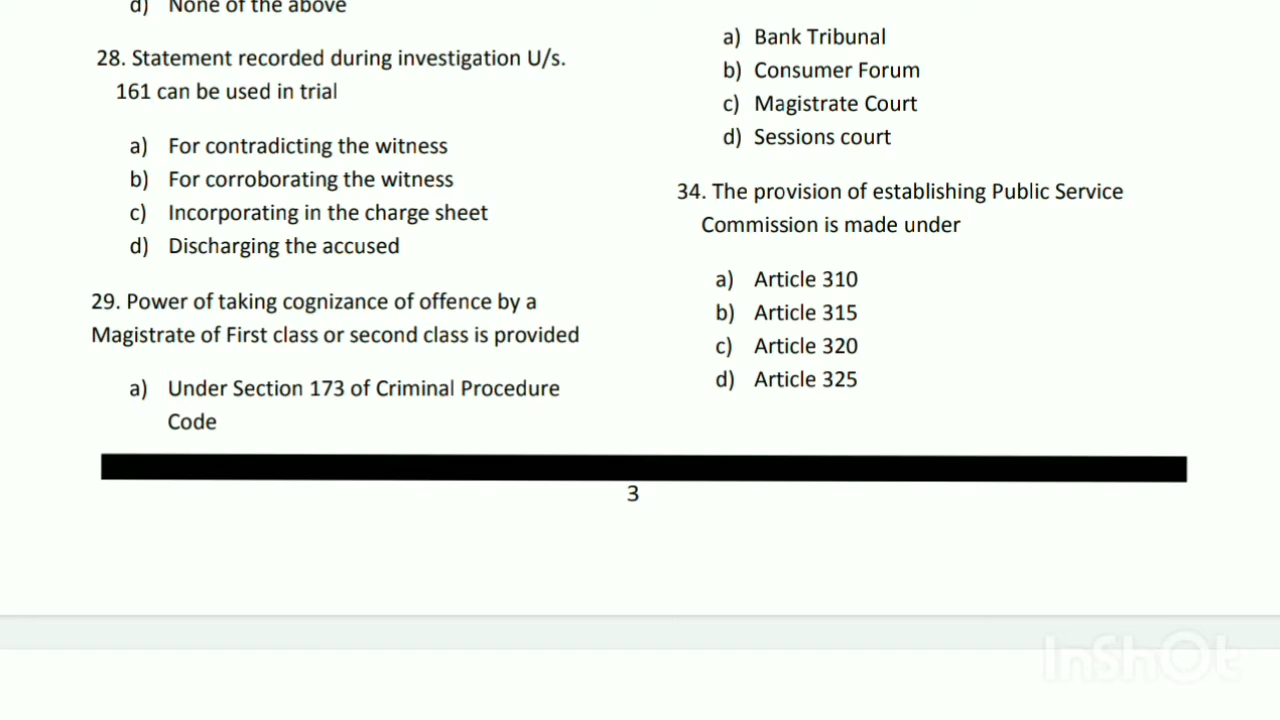 d) None of the above
28. Statement recorded during investigation U/s.
161 can be used in trial
a) For contradicting the witness
b) For corroborating the witness
c) Incorporating in the charge sheet
d) Discharging the accused
29. Power of taking cognizance of offence by a
Magistrate of First class or second class is provided
a) Under Section 173 of Criminal Procedure
Code
a) Bank Tribunal
b) Consumer Forum
c) Magistrate Court
d) Sessions court
34. The provision of establishing Public Service
Commission is made under
a) Article 310
b) Article 315
c) Article 320
d) Article 325
3
InShOt